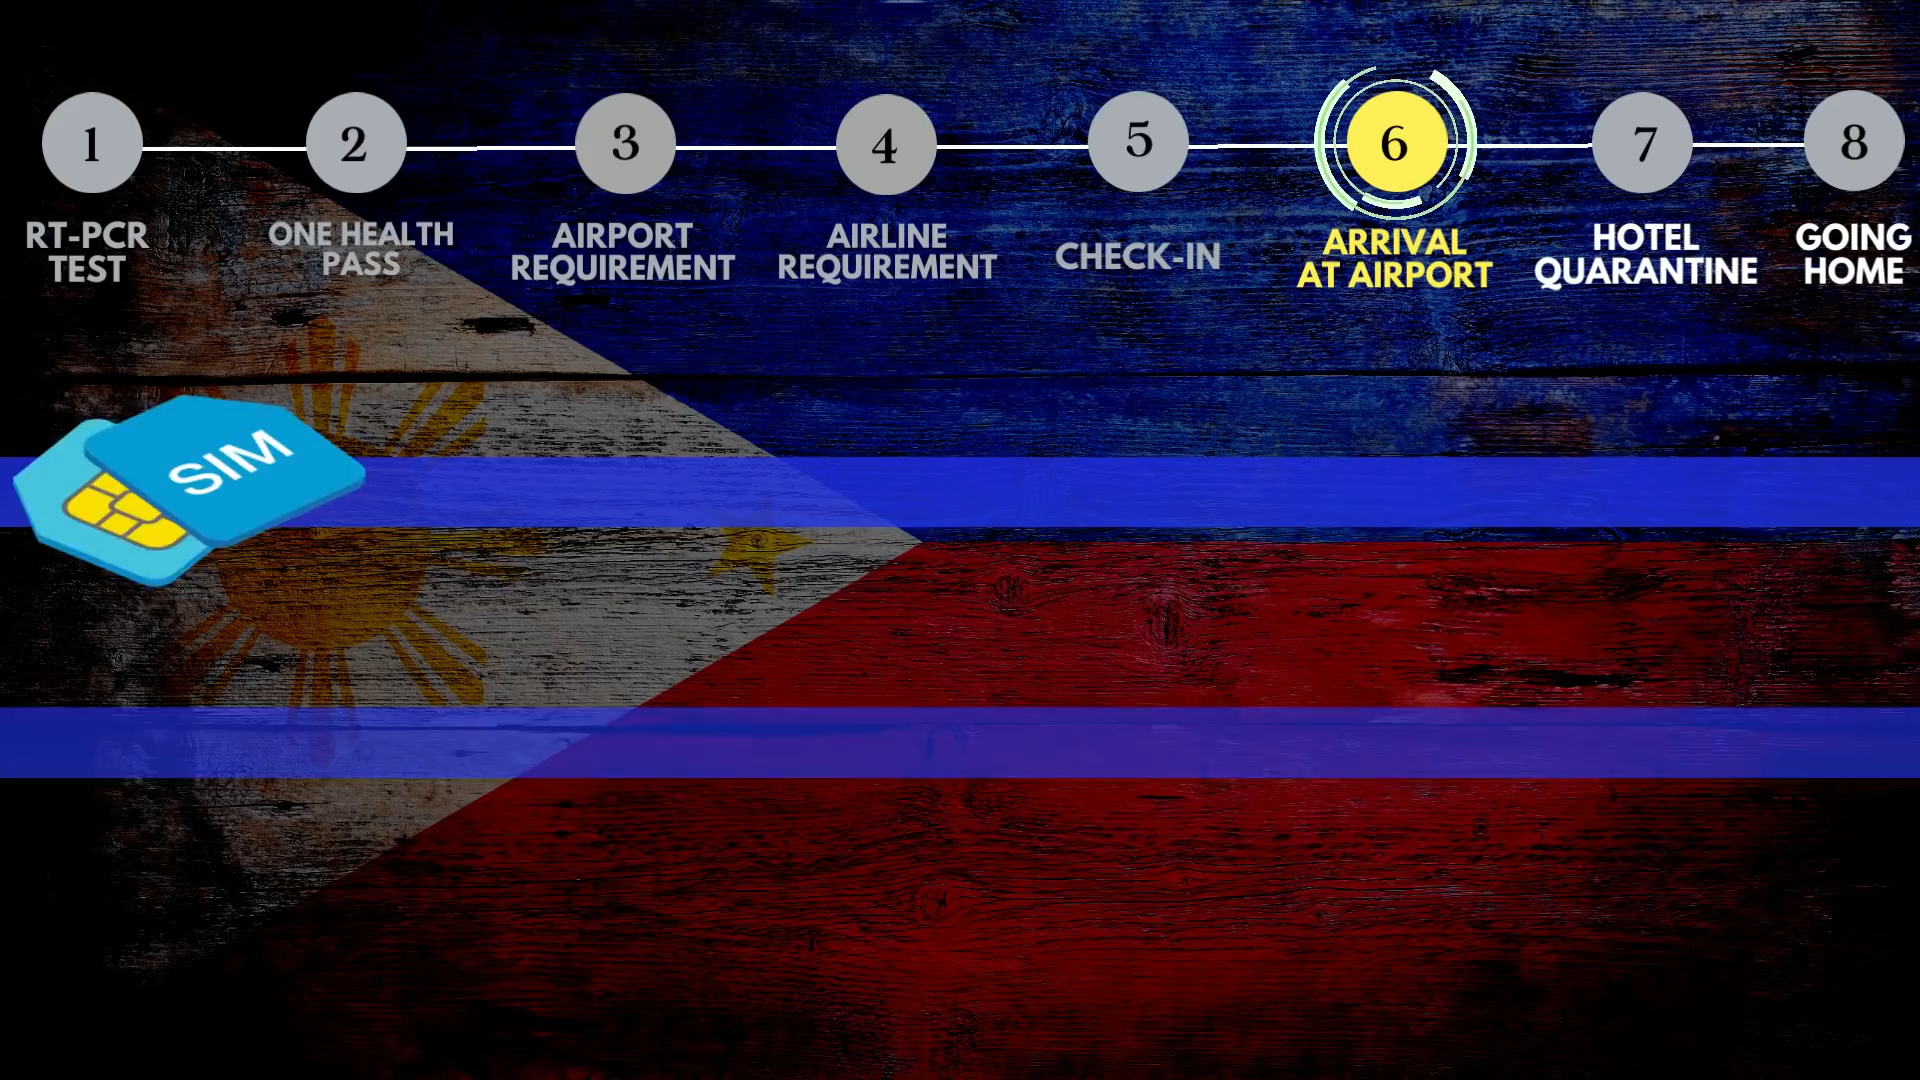 1
2
3
4
5
6
7
8
RT-PCR
TEST
ONE HEALTH
PASS
AIRPORT
REQUIREMENT
AIRLINE
REQUIREMENT
CHECK-IN
ARRIVAL
AT AIRPORT
HOTEL
QUARANTINE
GOING
HOME
SIM